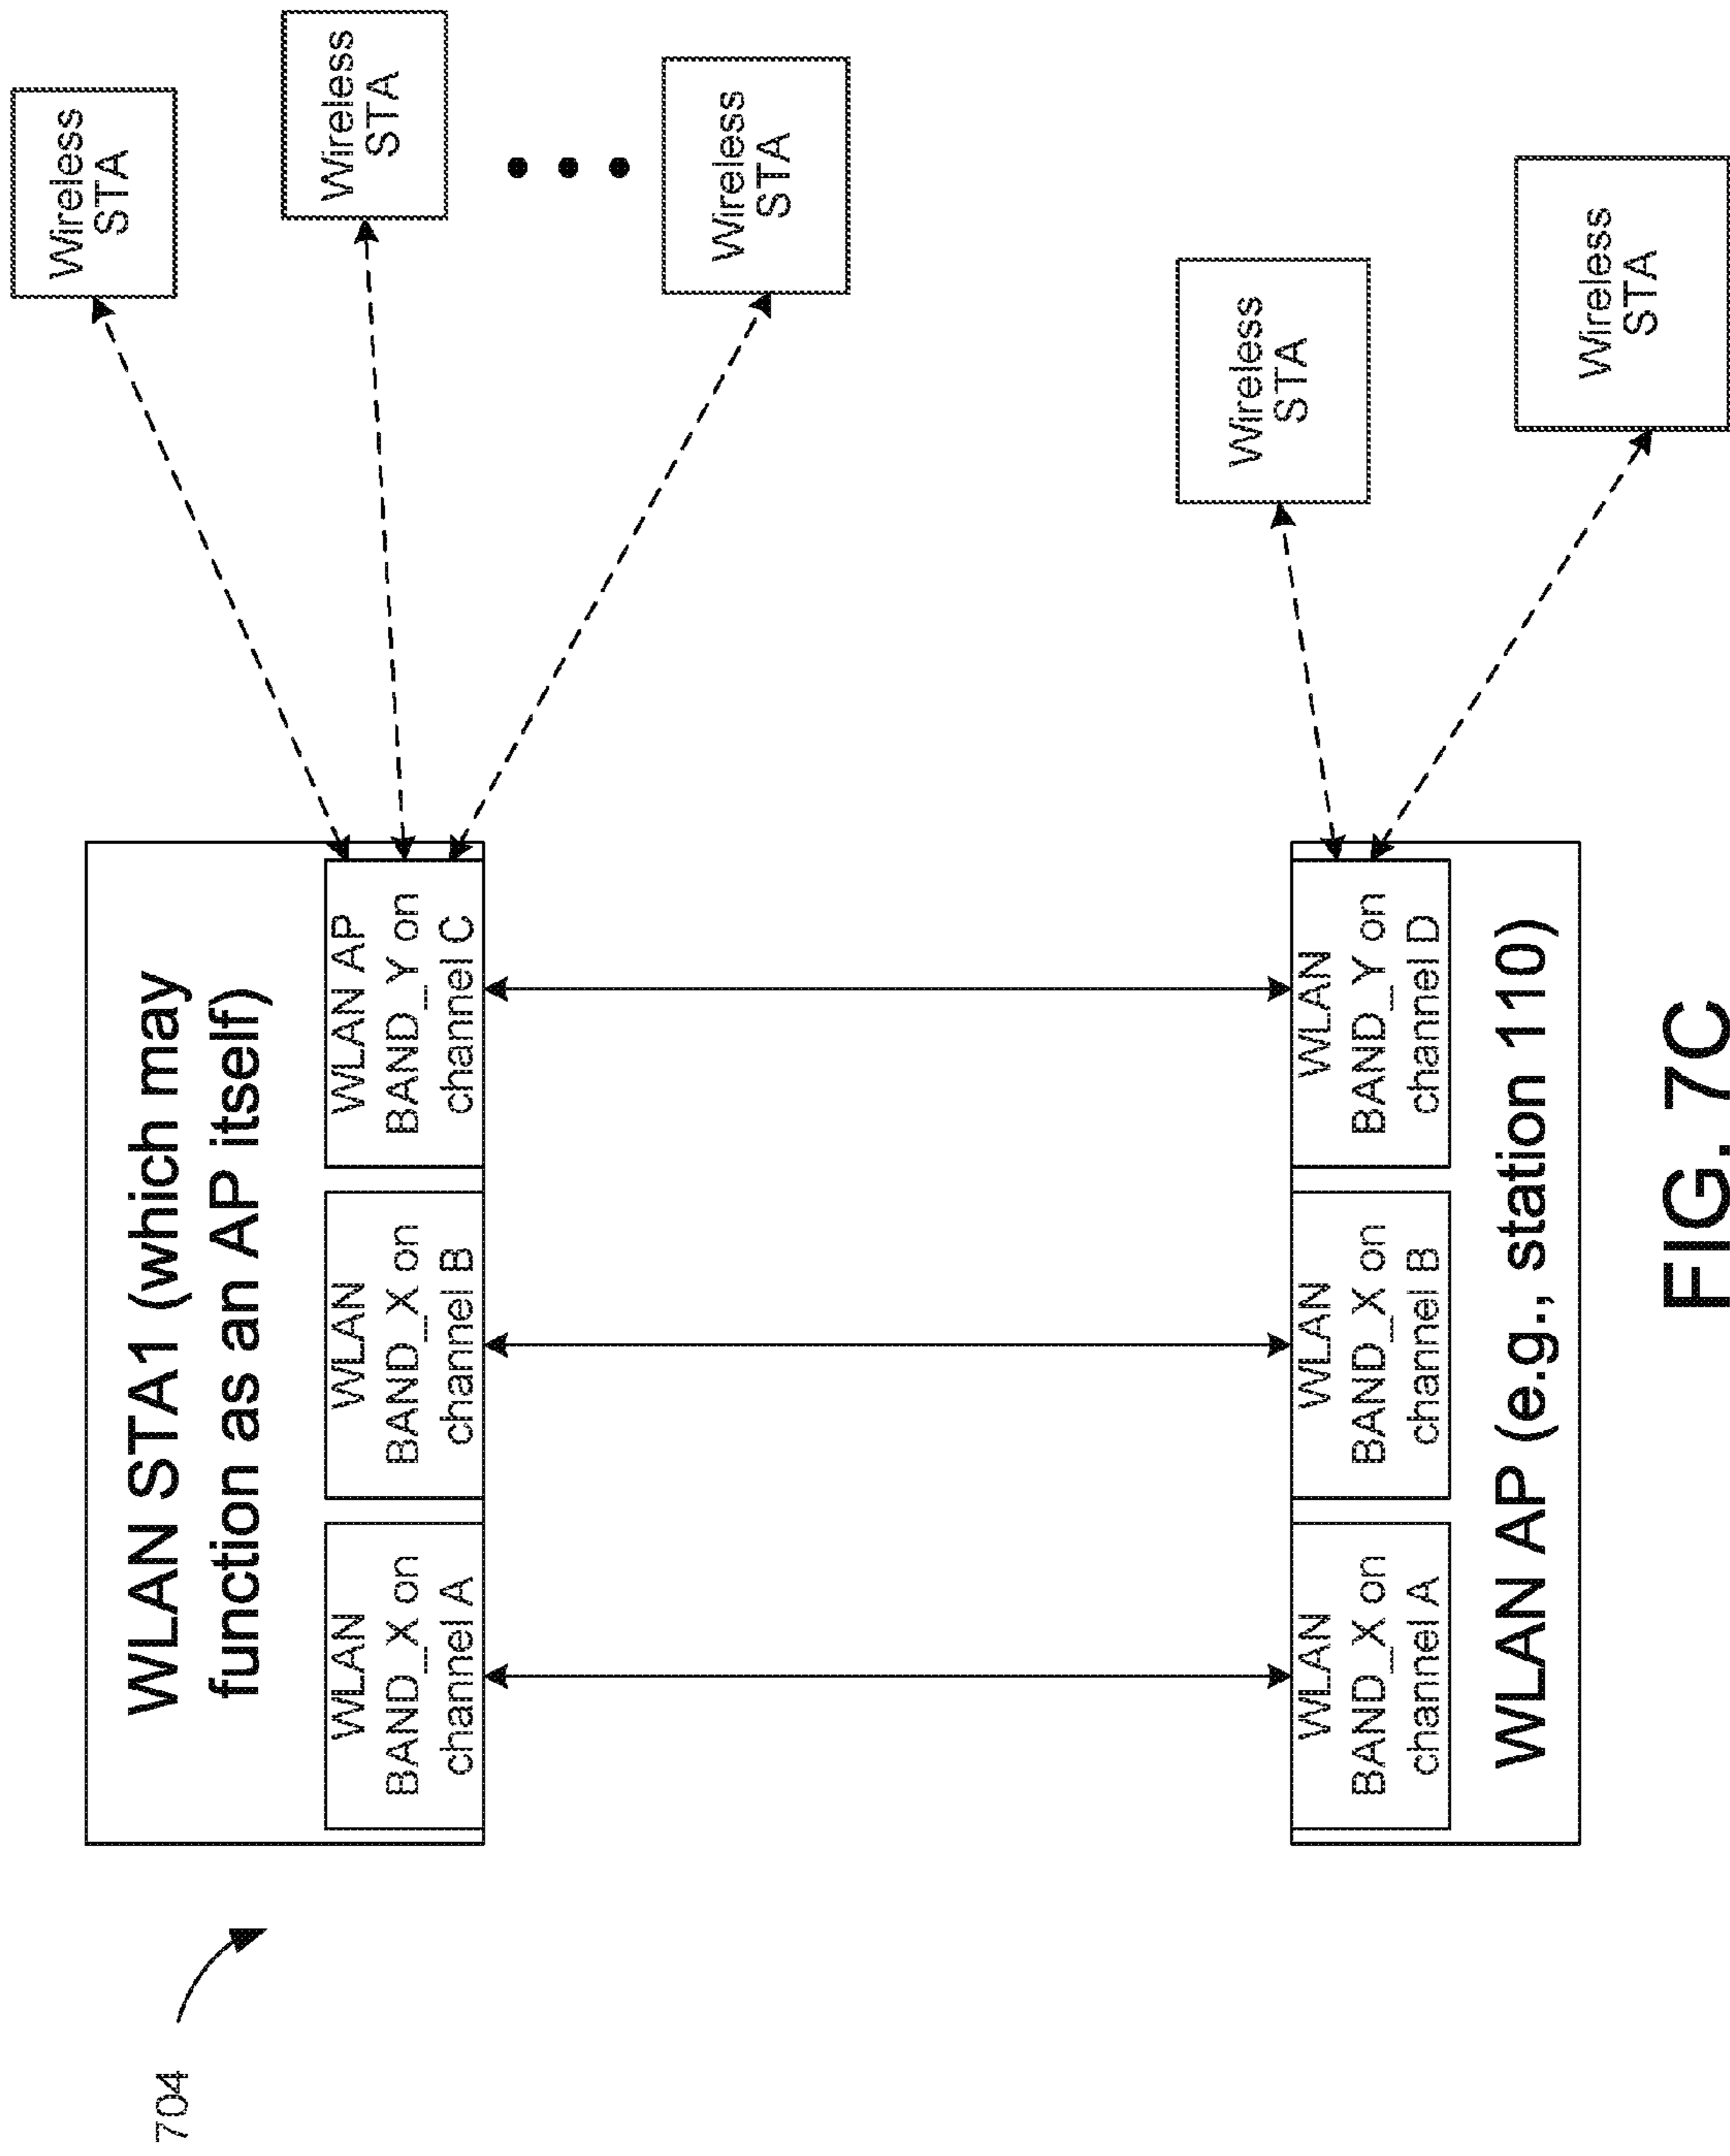 704
WLAN STA1 (which may
function as an AP itself)
WLAN
BAND_X on
channel A
WLAN
BAND_X on
channel B
WLAN AP
BAND_Y on
channel C
Wireless
STA
Wireless
STA
Wireless
STA
WLAN
BAND_X on
channel A
WLAN
BAND_X on
channel B
WLAN
BAND_Y on
channel D
WLAN AP (e.g., station 110)
Wireless
STA
Wireless
STA
FIG. 7C